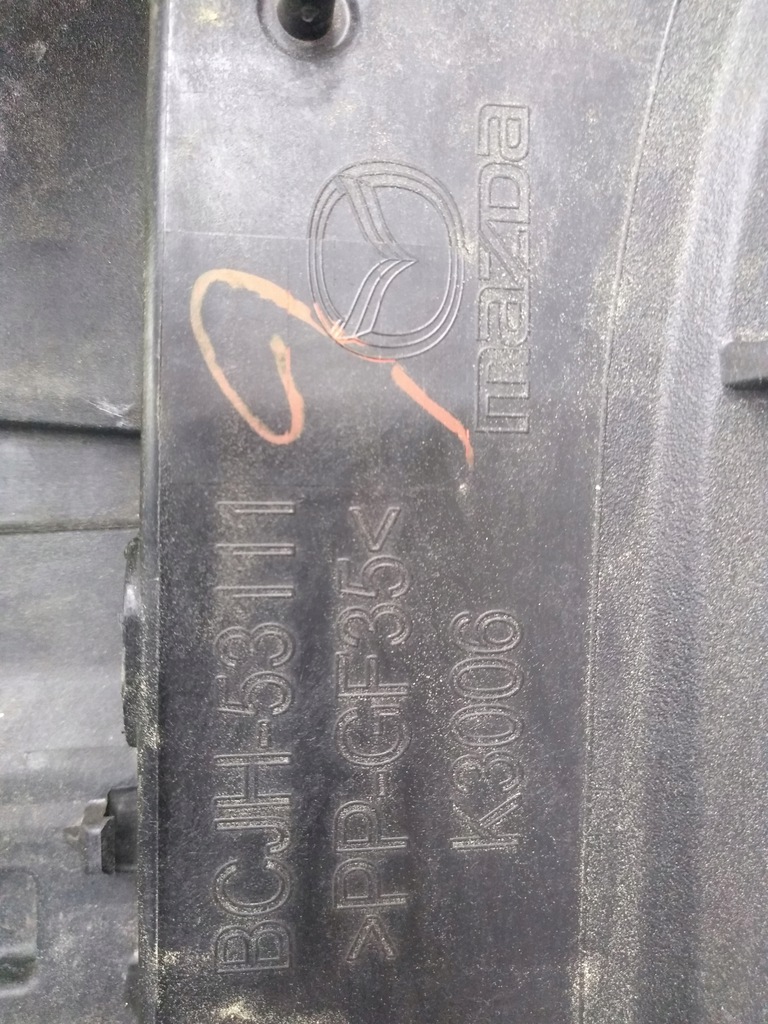 mazda
BCJH-53111
>PP-GF35<
K3006